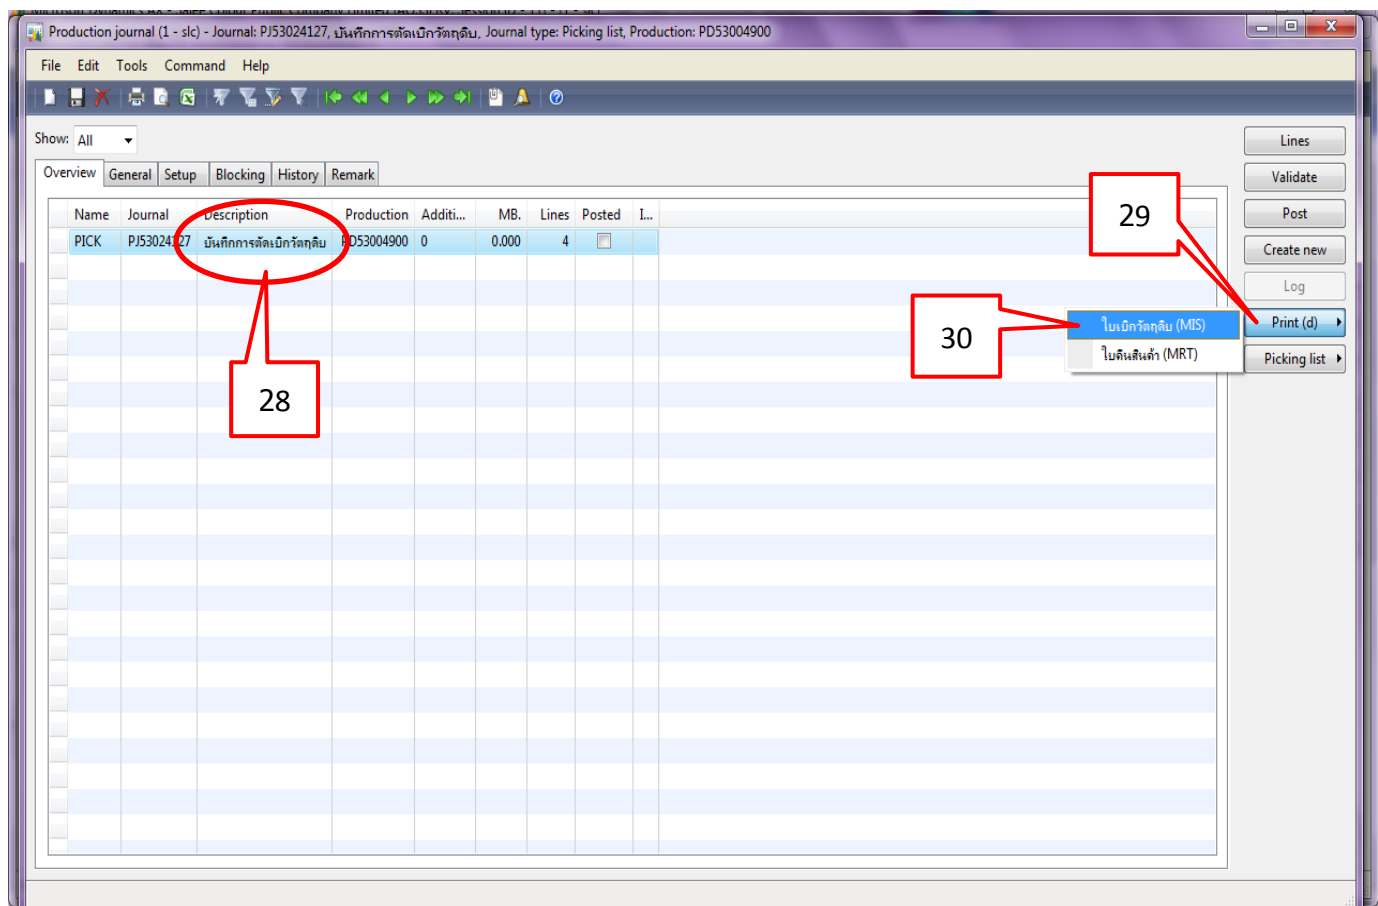 Production journal (1 - slc) - Journal: PJ53024127, บันทึกการตัดเบิกวัตถุดิบ, Journal type: Picking list, Production: PD53004900
File Edit Tools Command Help
Show: All
Overview General Setup Blocking History Remark
Name Journal Description Production Additi... MB. Lines Posted I...
PICK PJ53024127 บันทึกการตัดเบิกวัตถุดิบ PD53004900 0 0.000 4
Lines
Validate
Post
Create new
Log
Print (d)
Picking list
ใบเบิกวัตถุดิบ (MIS)
ใบคืนสินค้า (MRT)
28
29
30